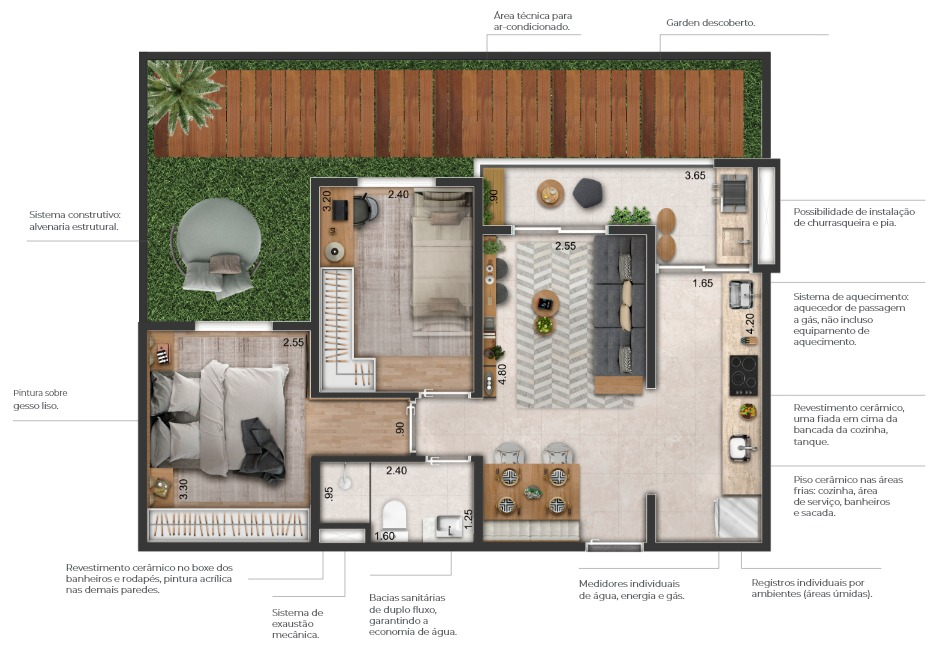 Área técnica para
ar-condicionado.
Garden descoberto.
Sistema construtivo:
alvenaria estrutural.
Pintura sobre
gesso liso.
Possibilidade de instalação
de churrasqueira e pia.
Sistema de aquecimento:
aquecedor de passagem
a gás, não incluso
equipamento de
aquecimento.
Revestimento cerâmico,
uma fiada em cima da
bancada da cozinha,
tanque.
Piso cerâmico nas áreas
frias: cozinha, área
de serviço, banheiros
e sacada.
3.65
.90
3.20
2.40
2.55
1.65
4.20
2.55
4.80
.90
3.30
2.40
.95
1.25
1.60
Revestimento cerâmico no boxe dos
banheiros e rodapés, pintura acrílica
nas demais paredes.
Sistema de
exaustão
mecânica.
Bacias sanitárias
de duplo fluxo,
garantindo a
economia de água.
Medidores individuais
de água, energia e gás.
Registros individuais por
ambientes (áreas úmidas).